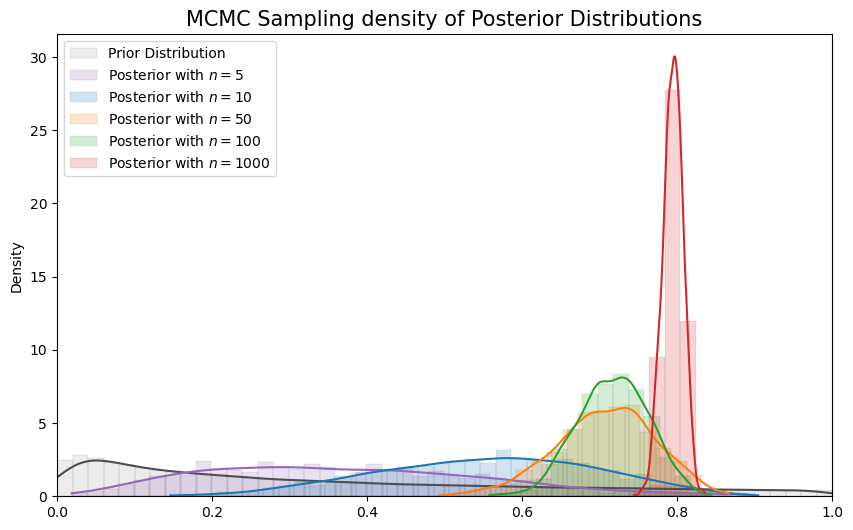 MCMC Sampling density of Posterior Distributions
Prior Distribution
Posterior with n = 5
Posterior with n = 10
Posterior with n = 50
Posterior with n = 100
Posterior with n = 1000
Density
30
25
20
15
10
5
0
0.0 0.2 0.4 0.6 0.8 1.0